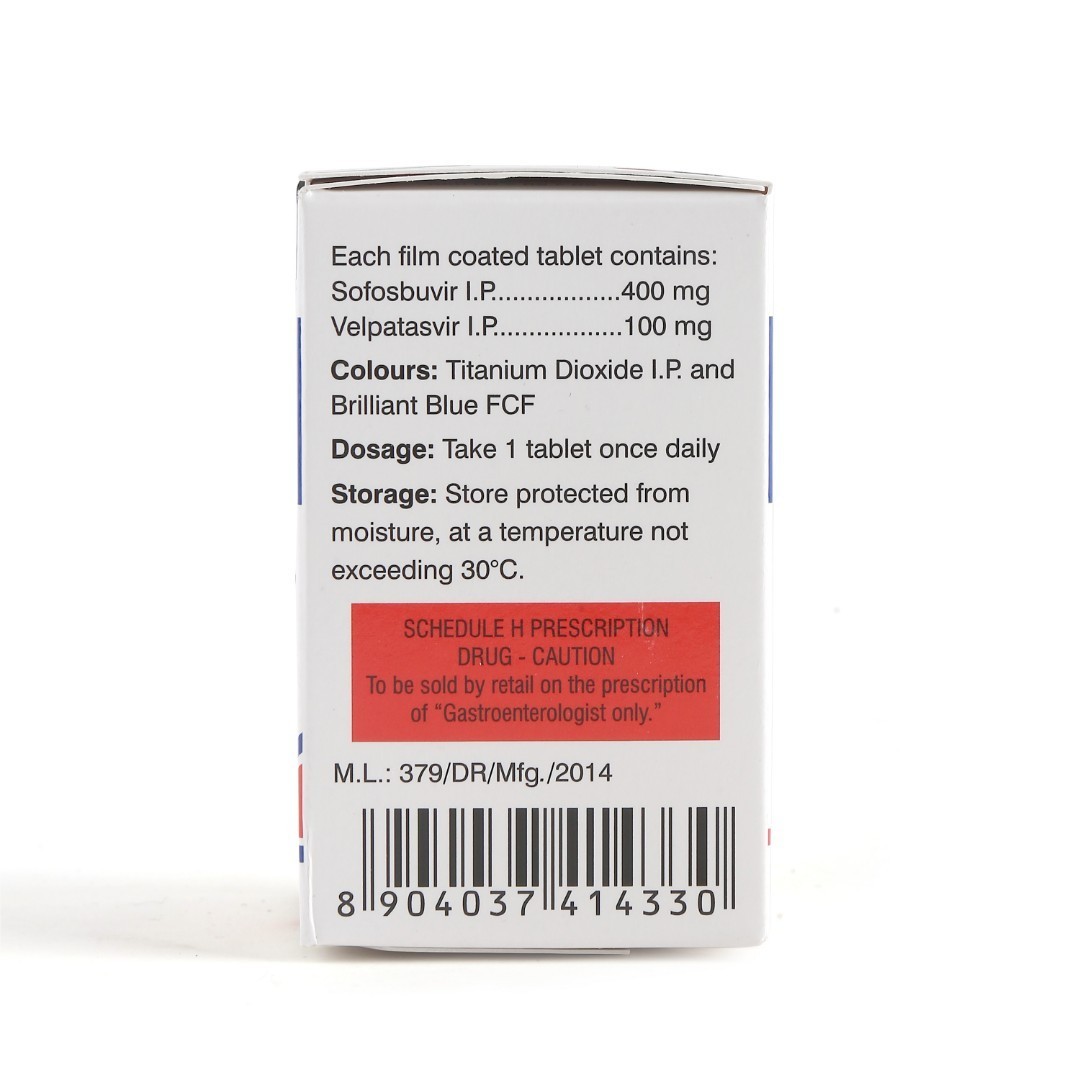 Each film coated tablet contains:
Sofosbuvir I.P...................400 mg
Velpatasvir I.P...................100 mg
Colours: Titanium Dioxide I.P. and
Brilliant Blue FCF
Dosage: Take 1 tablet once daily
Storage: Store protected from
moisture, at a temperature not
exceeding 30°C.
SCHEDULE H PRESCRIPTION
DRUG - CAUTION
To be sold by retail on the prescription
of “Gastroenterologist only.”
M.L.: 379/DR/Mfg./2014
8 904037 414330